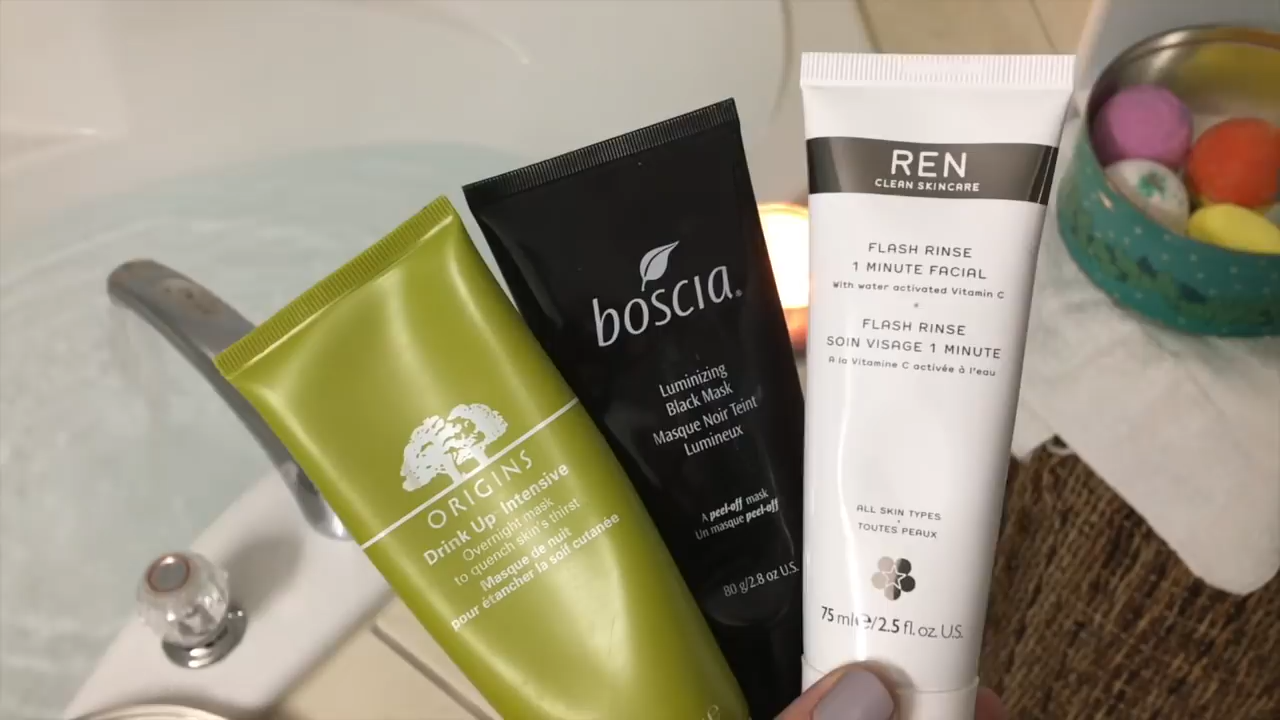 ORIGINS
Drink Up™ Intensive
Overnight mask
to quench skin's thirst
Masque de nuit
pour étancher la soif cutanée
boscia®
Luminizing
Black Mask
Masque Noir Teint
Lumineux
A peel-off mask
Un masque peel-off
80 g/2.8 oz U.S.
REN
CLEAN SKINCARE
FLASH RINSE
1 MINUTE FACIAL
With water activated Vitamin C
FLASH RINSE
SOIN VISAGE 1 MINUTE
A la Vitamine C activée à l'eau
ALL SKIN TYPES
TOUTES PEAUX
75 ml e/2.5 fl. oz. U.S.